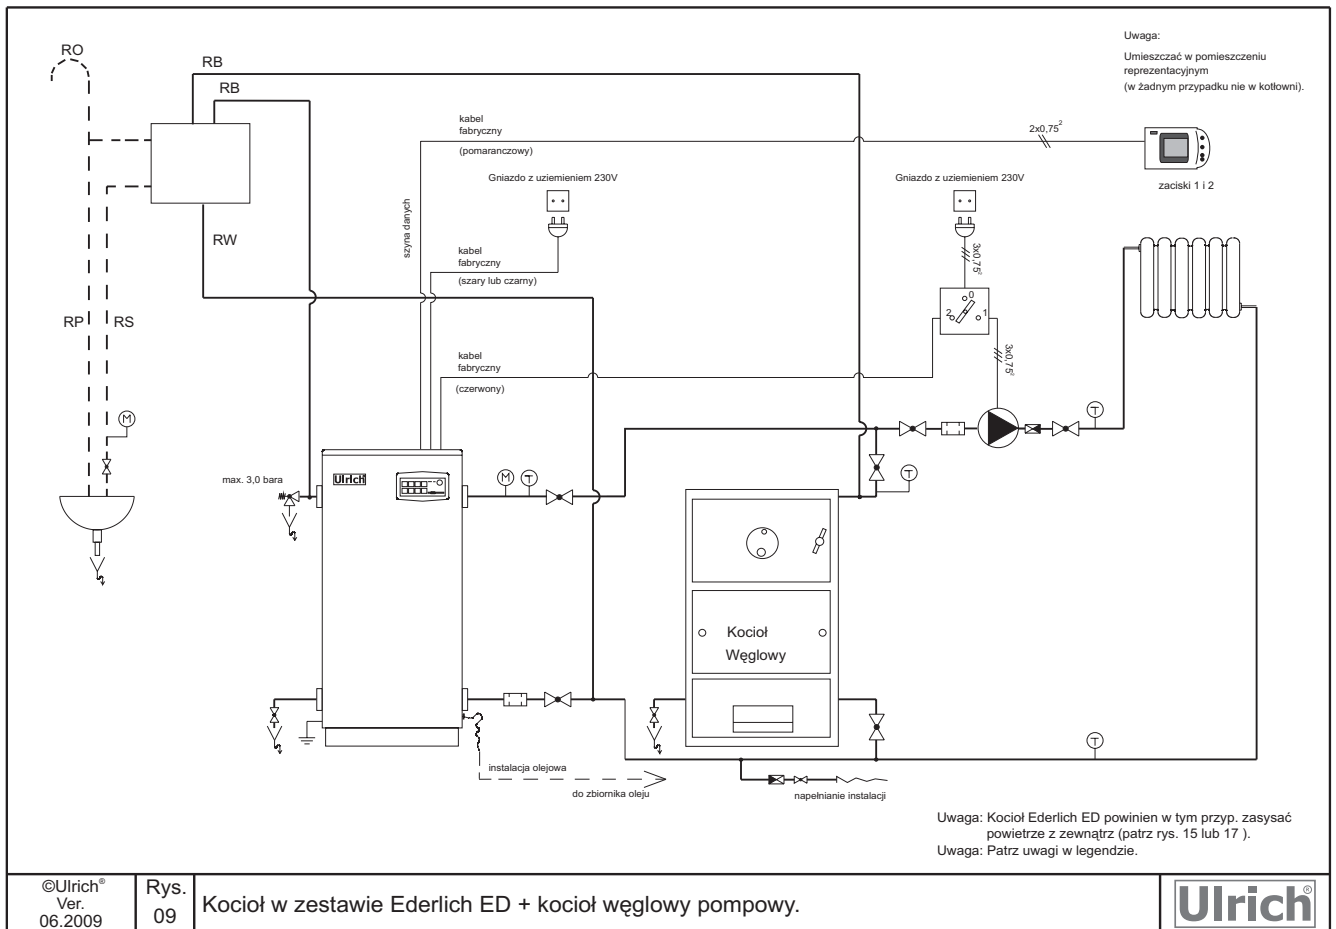 RO
RB
RB
Uwaga:
Umieszczać w pomieszczeniu
reprezentacyjnym
(w żadnym przypadku nie w kotłowni).
kabel
fabryczny
(pomaranczowy)
2x0,75²
zaciski 1 i 2
Gniazdo z uziemieniem 230V
Gniazdo z uziemieniem 230V
szyna danych
RW
kabel
fabryczny
(szary lub czarny)
3x0,75²
0
2
1
RP
RS
kabel
fabryczny
(czerwony)
3x0,75²
M
T
max. 3,0 bara
Ulrich
M
T
T
Kocioł
Węglowy
T
instalacja olejowa
do zbiornika oleju
napełnianie instalacji
Uwaga: Kocioł Ederlich ED powinien w tym przyp. zasysać
powietrze z zewnątrz (patrz rys. 15 lub 17 ).
Uwaga: Patrz uwagi w legendzie.
©Ulrich®
Ver.
06.2009
Rys.
09
Kocioł w zestawie Ederlich ED + kocioł węglowy pompowy.
Ulrich®